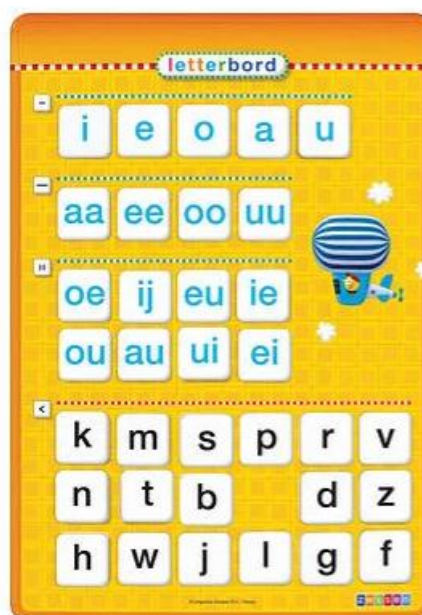 letterbord
i e o a u
aa ee oo uu
oe ij eu ie
ou au ui ei
k m s p r v
n t b d z
h w j l g f